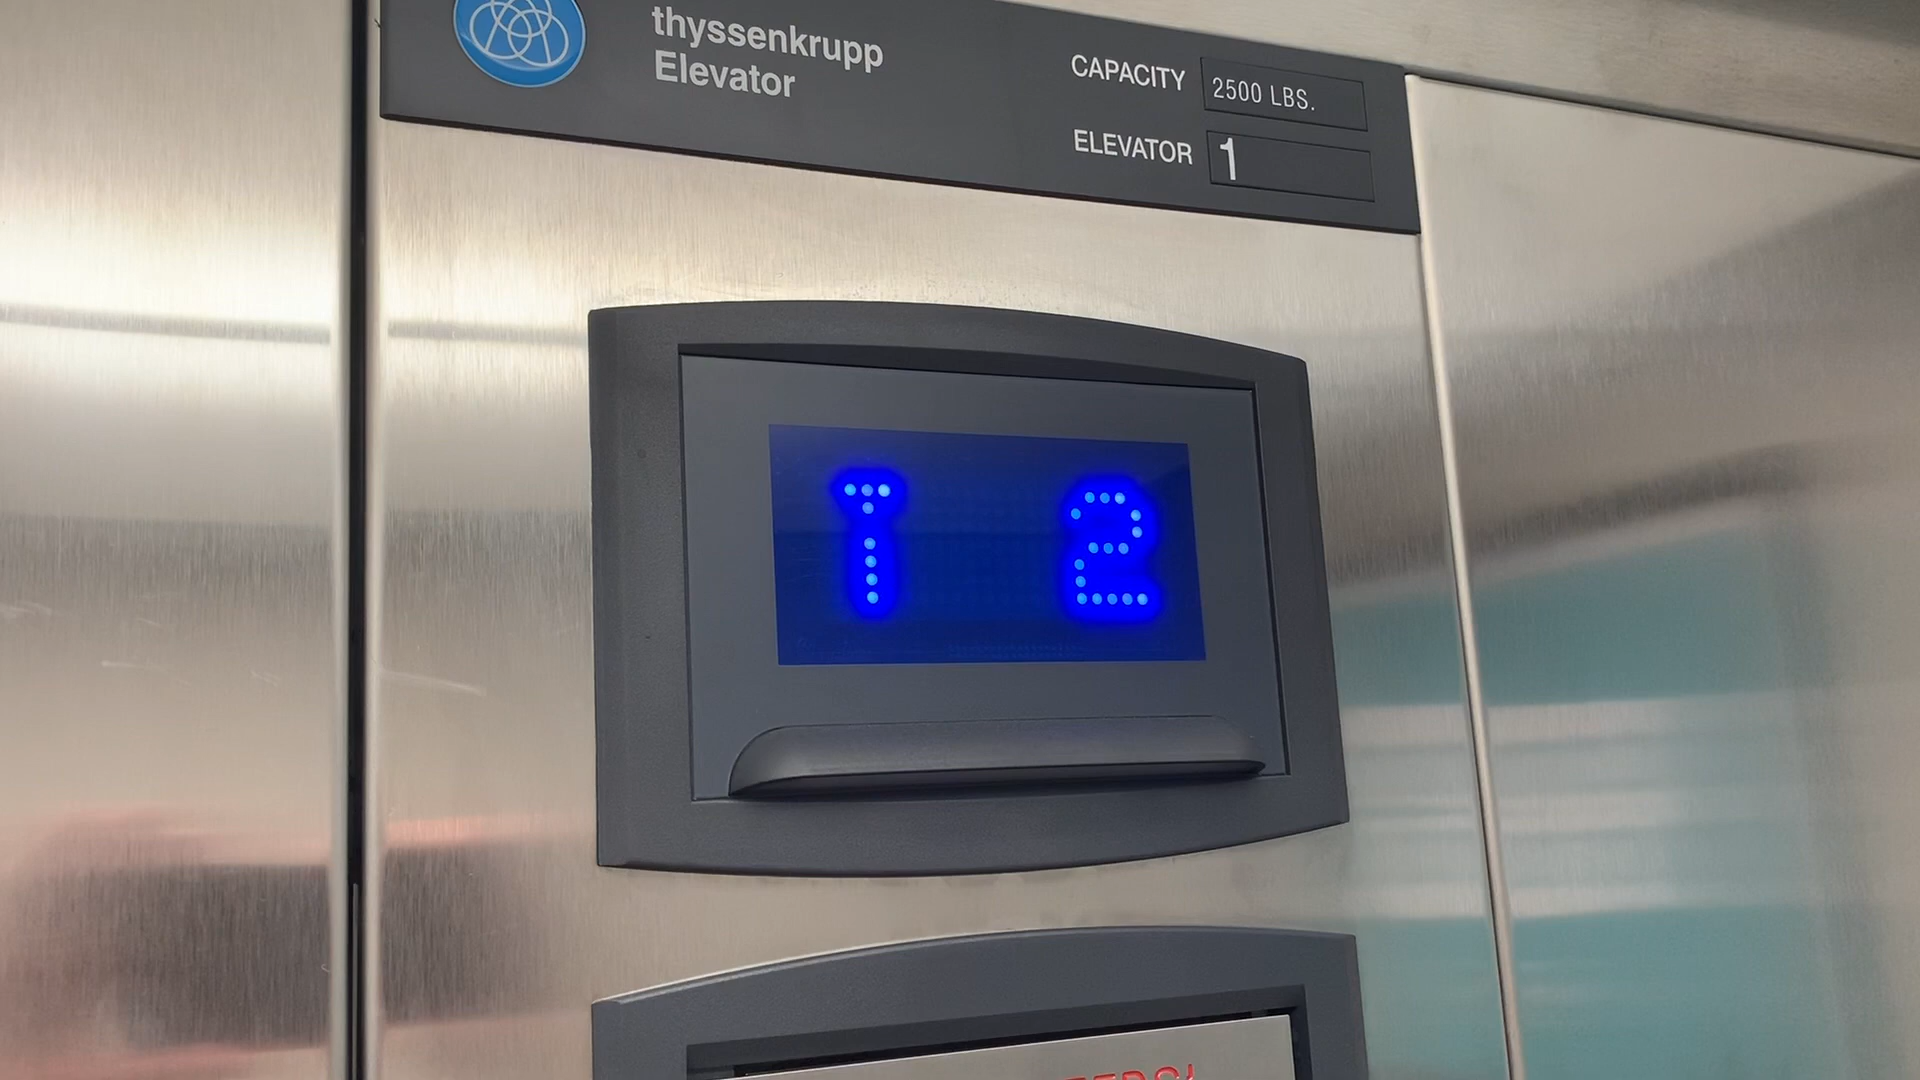 thyssenkrupp
Elevator
CAPACITY 2500 LBS.
ELEVATOR 1
2